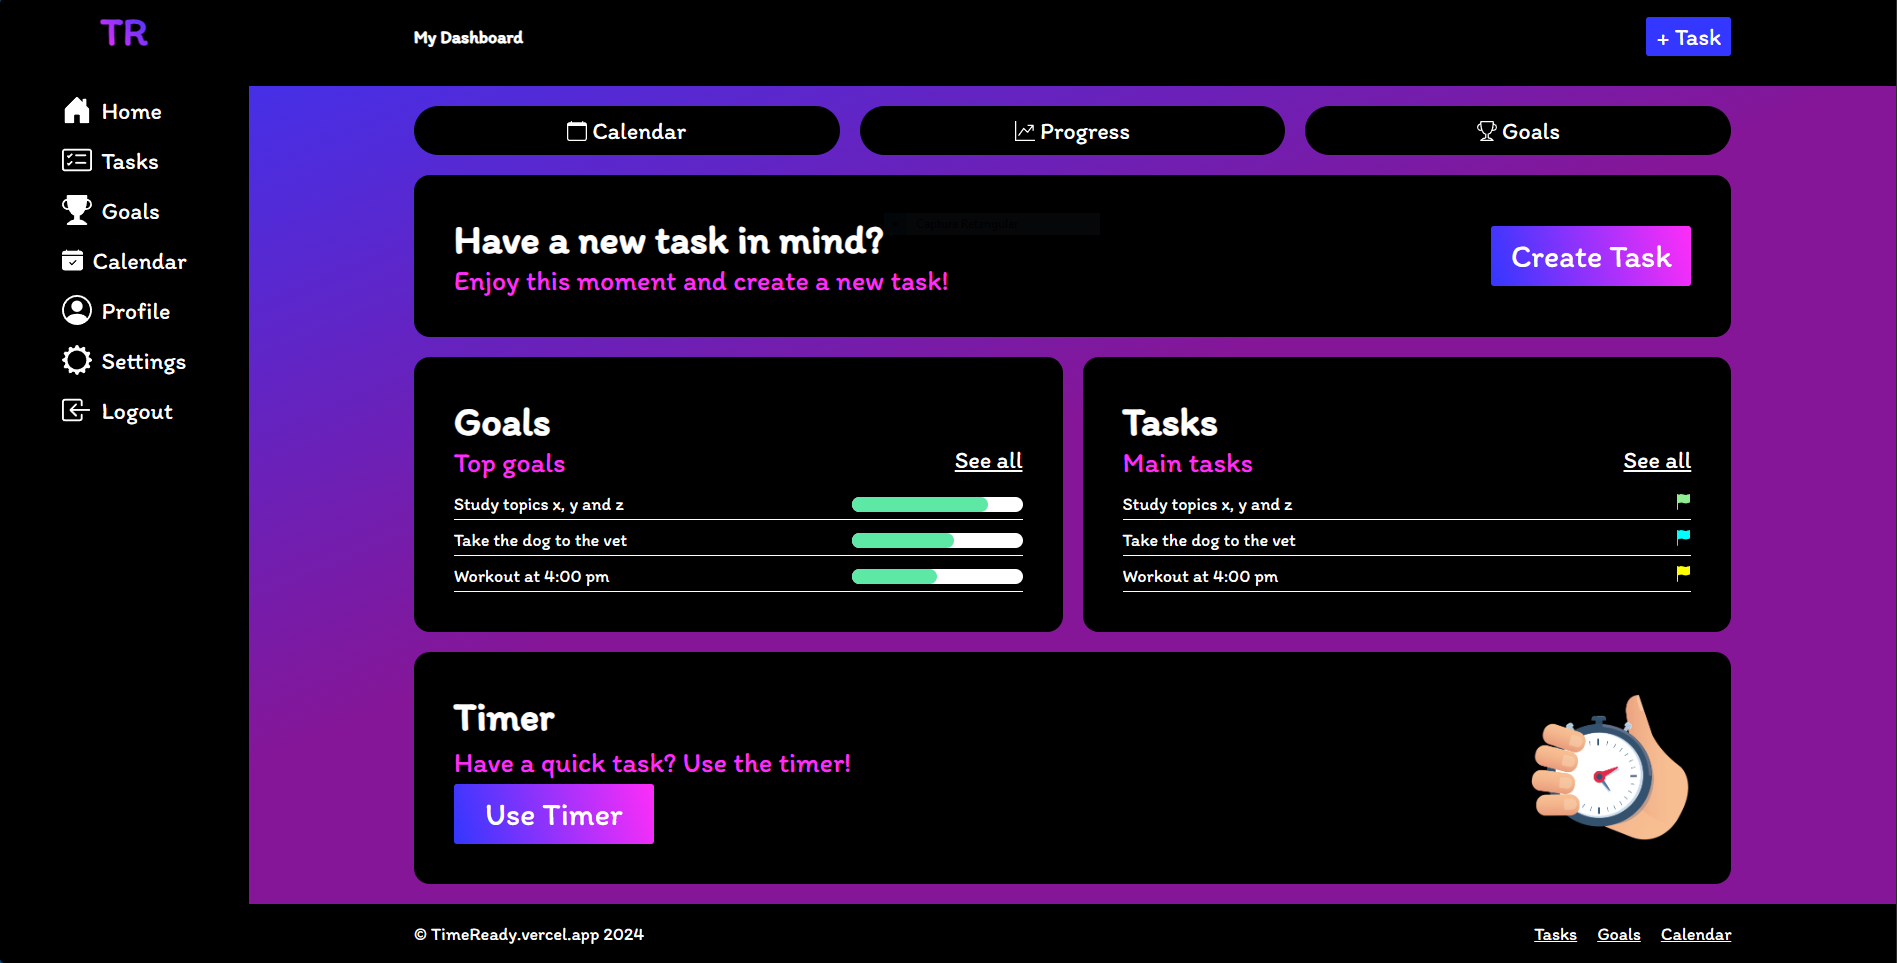 TR
My Dashboard
+ Task
Home
Tasks
Goals
Calendar
Profile
Settings
Logout
Calendar
Progress
Goals
Have a new task in mind?
Enjoy this moment and create a new task!
Create Task
Goals
Top goals
See all
Study topics x, y and z
Take the dog to the vet
Workout at 4:00 pm
Tasks
Main tasks
See all
Study topics x, y and z
Take the dog to the vet
Workout at 4:00 pm
Timer
Have a quick task? Use the timer!
Use Timer
© TimeReady.vercel.app 2024
Tasks Goals Calendar